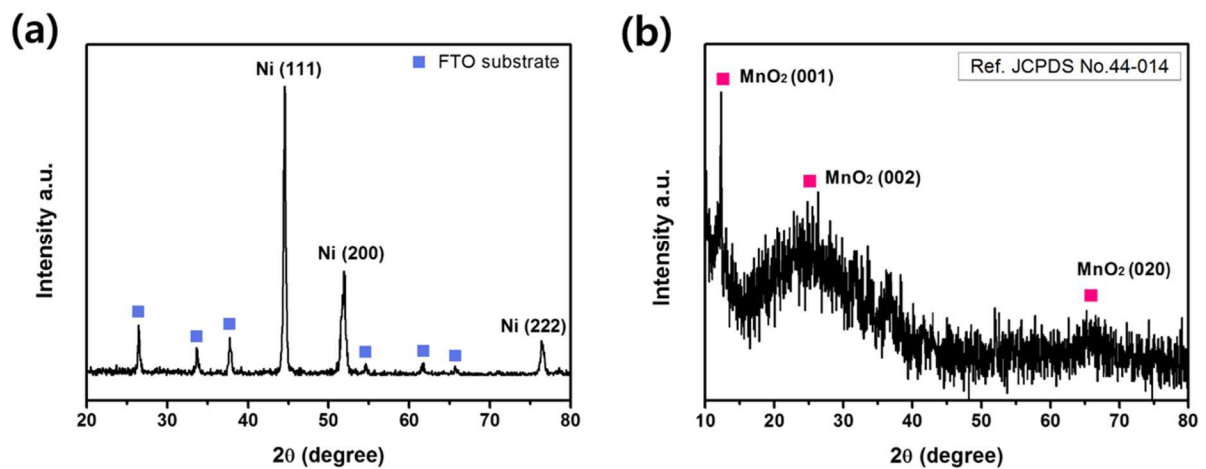 (a)
FTO substrate
Ni (111)
Ni (200)
Ni (222)
Intensity a.u.
20 30 40 50 60 70 80
2θ (degree)
(b)
Ref. JCPDS No.44-014
MnO₂ (001)
MnO₂ (002)
MnO₂ (020)
Intensity a.u.
10 20 30 40 50 60 70 80
2θ (degree)